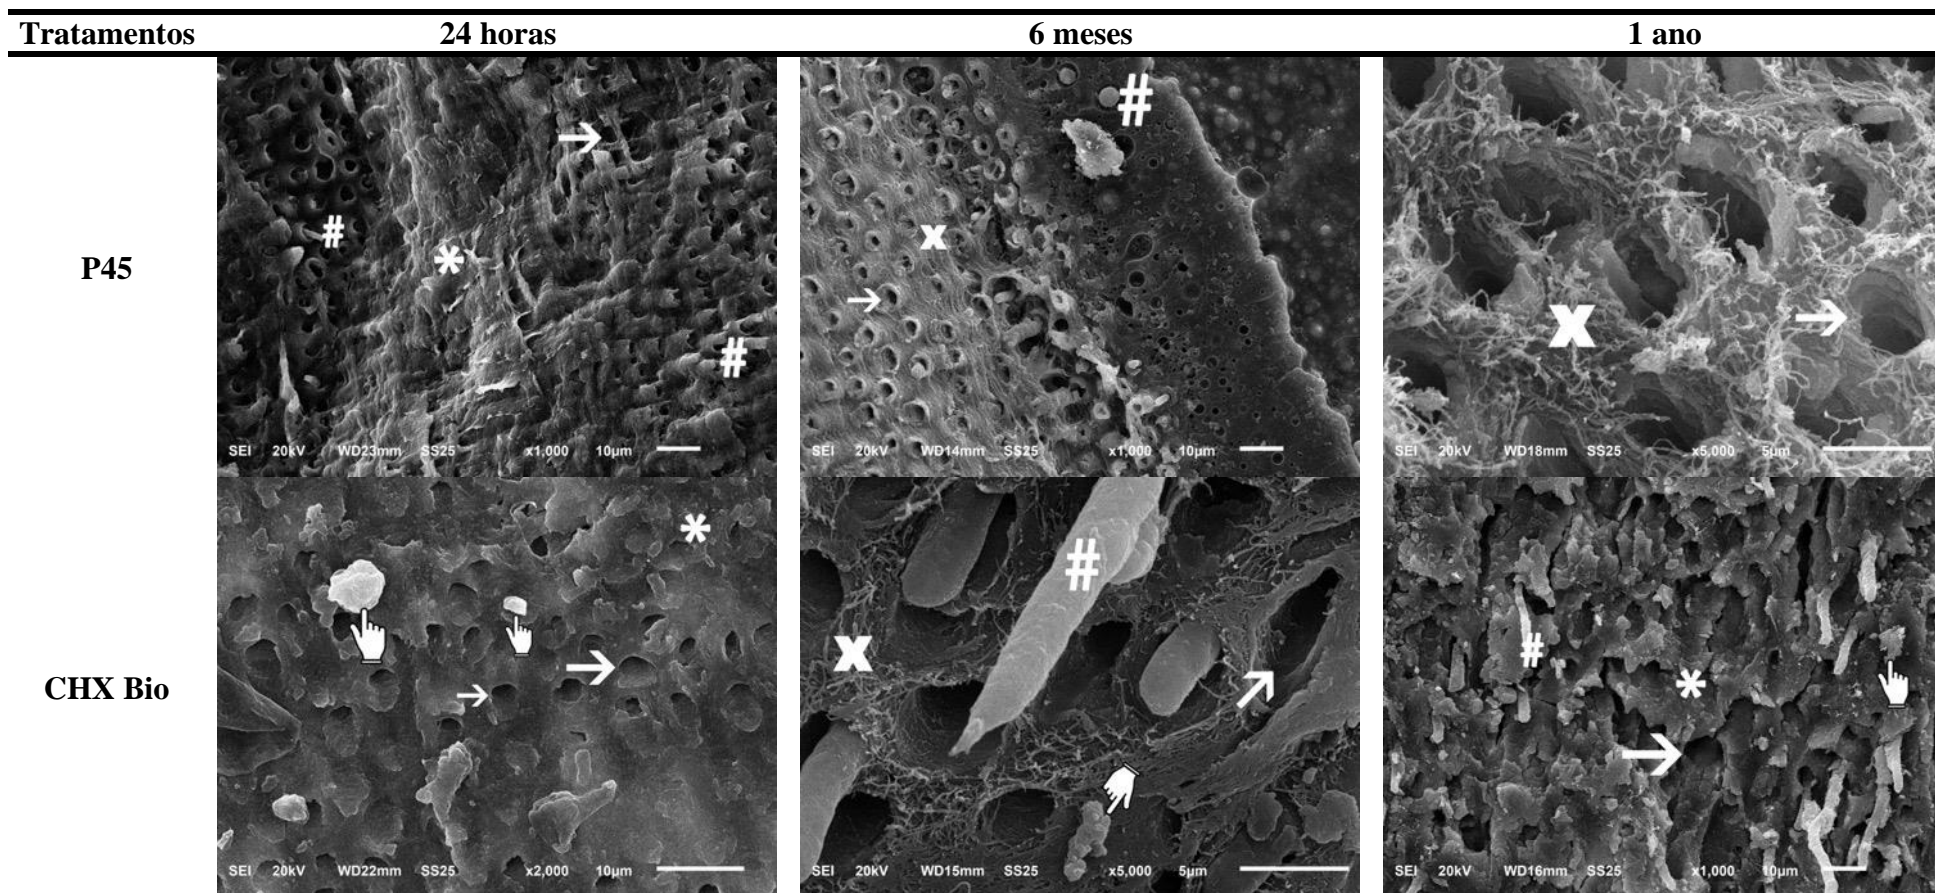 Tratamentos 24 horas 6 meses 1 ano
P45
# * #
SEI 20kV WD23mm SS25 x1,000 10μm
# x
SEI 20kV WD14mm SS25 x1,000 10μm
x
SEI 20kV WD18mm SS25 x5,000 5μm
CHX Bio
*
SEI 20kV WD22mm SS25 x2,000 10μm
# x
SEI 20kV WD15mm SS25 x5,000 5μm
# *
SEI 20kV WD16mm SS25 x1,000 10μm